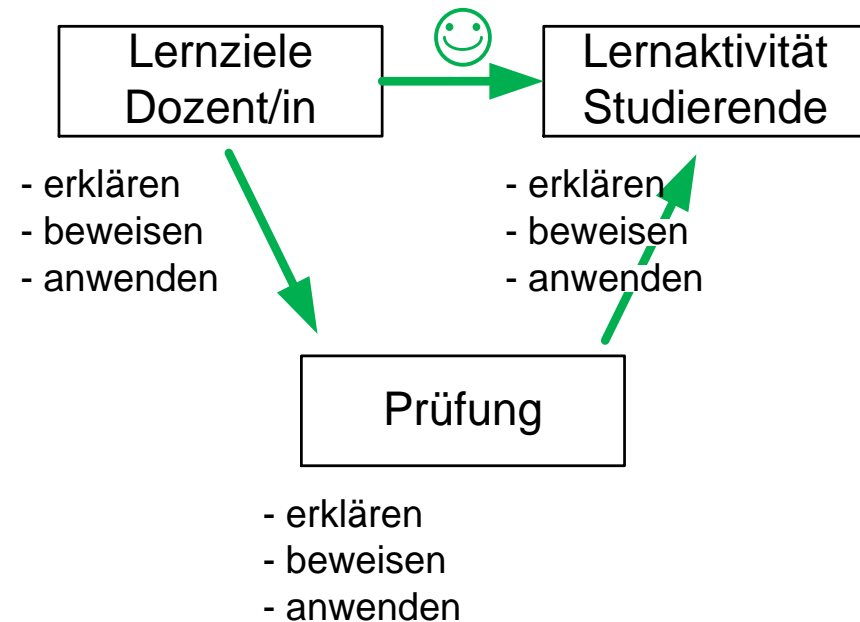 Lernziele
Dozent/in
Lernaktivität
Studierende
- erklären
- beweisen
- anwenden
- erklären
- beweisen
- anwenden
Prüfung
- erklären
- beweisen
- anwenden